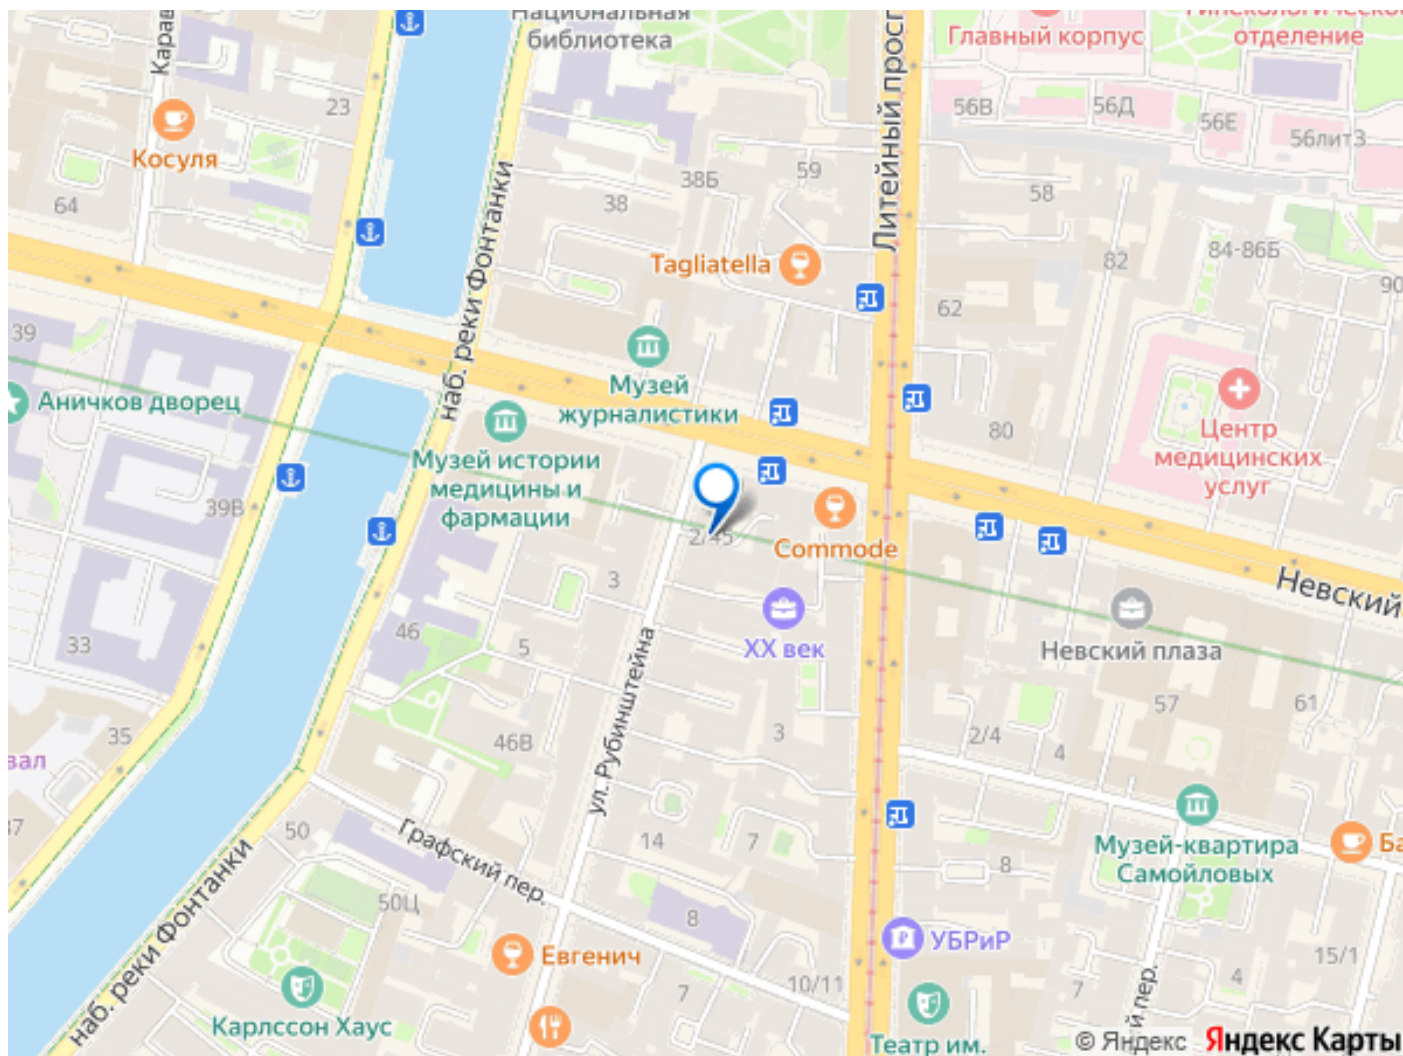 Национальная
библиотека
Главный корпус
отделение
Литейный просп
Карав
23
56В
56Д
56Е
56лит3
Косуля
64
38Б
59
38
58
наб. реки Фонтанки
Tagliatella
82
84-86Б
90
62
39
Музей
журналистики
Аничков дворец
80
Центр
медицинских
услуг
Музей истории
медицины и
фармации
39В
2/45
Commode
Невский
3
33
46
5
XX век
Невский плаза
ул. Рубинштейна
57
61
35
46В
3
2/4
4
вал
37
50
Графский пер.
14
7
8
Музей-квартира
Самойловых
Ба
50Ц
8
УБРиР
Евгенич
наб. реки Фонтанки
10/11
7
4
15/1
7
й пер.
Карлссон Хаус
Театр им.
© Яндекс Яндекс Карты